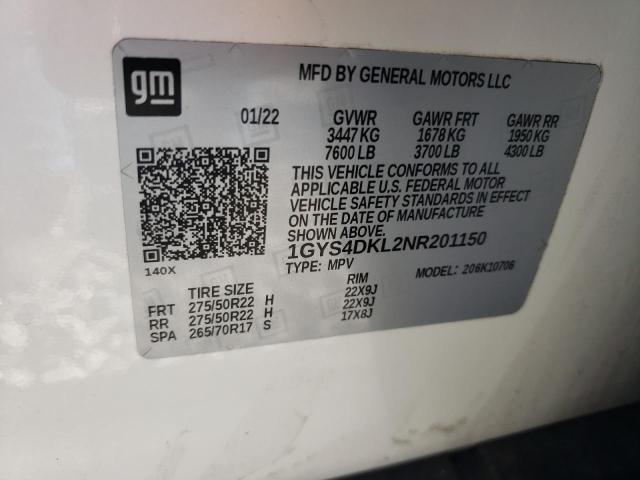 gm
MFD BY GENERAL MOTORS LLC
01/22 GVWR GAWR FRT GAWR RR
3447 KG 1678 KG 1950 KG
7600 LB 3700 LB 4300 LB
THIS VEHICLE CONFORMS TO ALL
APPLICABLE U.S. FEDERAL MOTOR
VEHICLE SAFETY STANDARDS IN EFFECT
ON THE DATE OF MANUFACTURE
SHOWN ABOVE.
1GYS4DKL2NR201150
140X TYPE: MPV MODEL: 206K10706
TIRE SIZE RIM
FRT 275/50R22 H 22X9J
RR 275/50R22 H 22X9J
SPA 265/70R17 S 17X8J